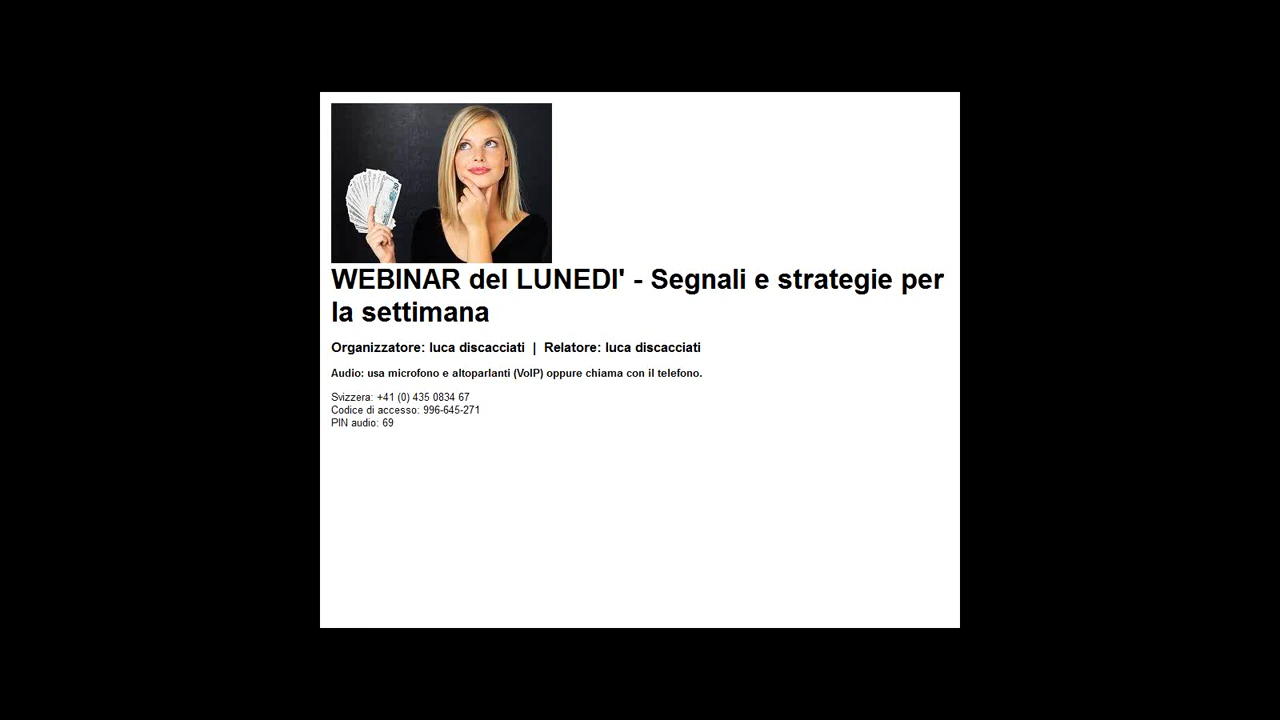 WEBINAR del LUNEDI' - Segnali e strategie per
la settimana
Organizzatore: luca discacciati | Relatore: luca discacciati
Audio: usa microfono e altoparlanti (VoIP) oppure chiama con il telefono.
Svizzera: +41 (0) 435 0834 67
Codice di accesso: 996-645-271
PIN audio: 69